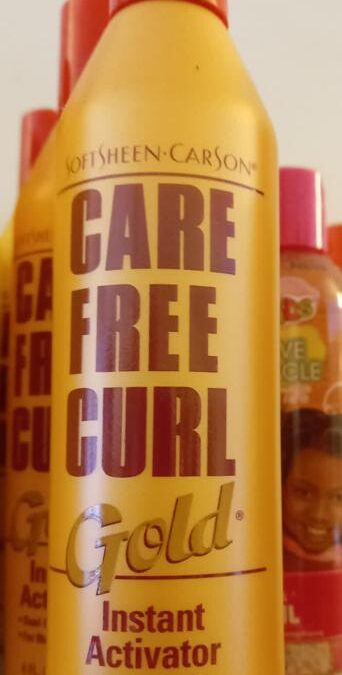 SOFTSHEEN·CARSON®
CARE
FREE
CURL
Gold®
Instant
Activator